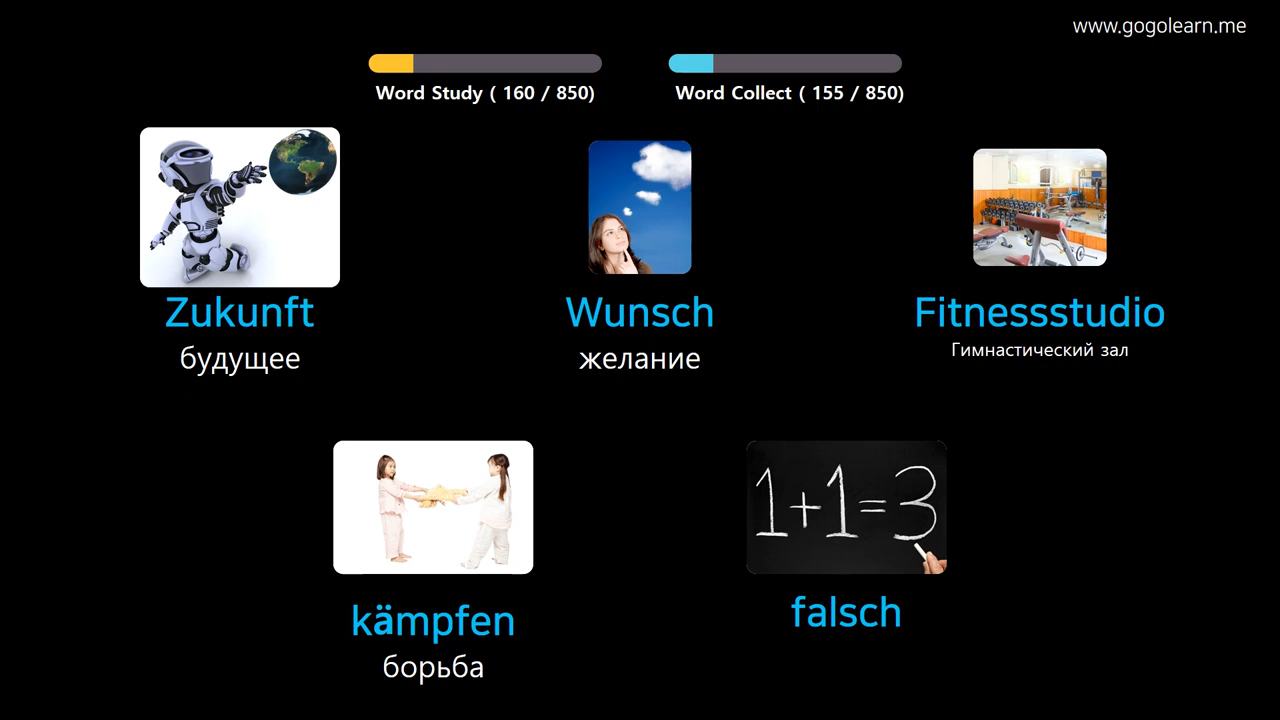 www.gogolearn.me
Word Study ( 160 / 850)
Word Collect ( 155 / 850)
Zukunft
будущее
Wunsch
желание
Fitnessstudio
Гимнастический зал
1+1=3
kämpfen
борьба
falsch